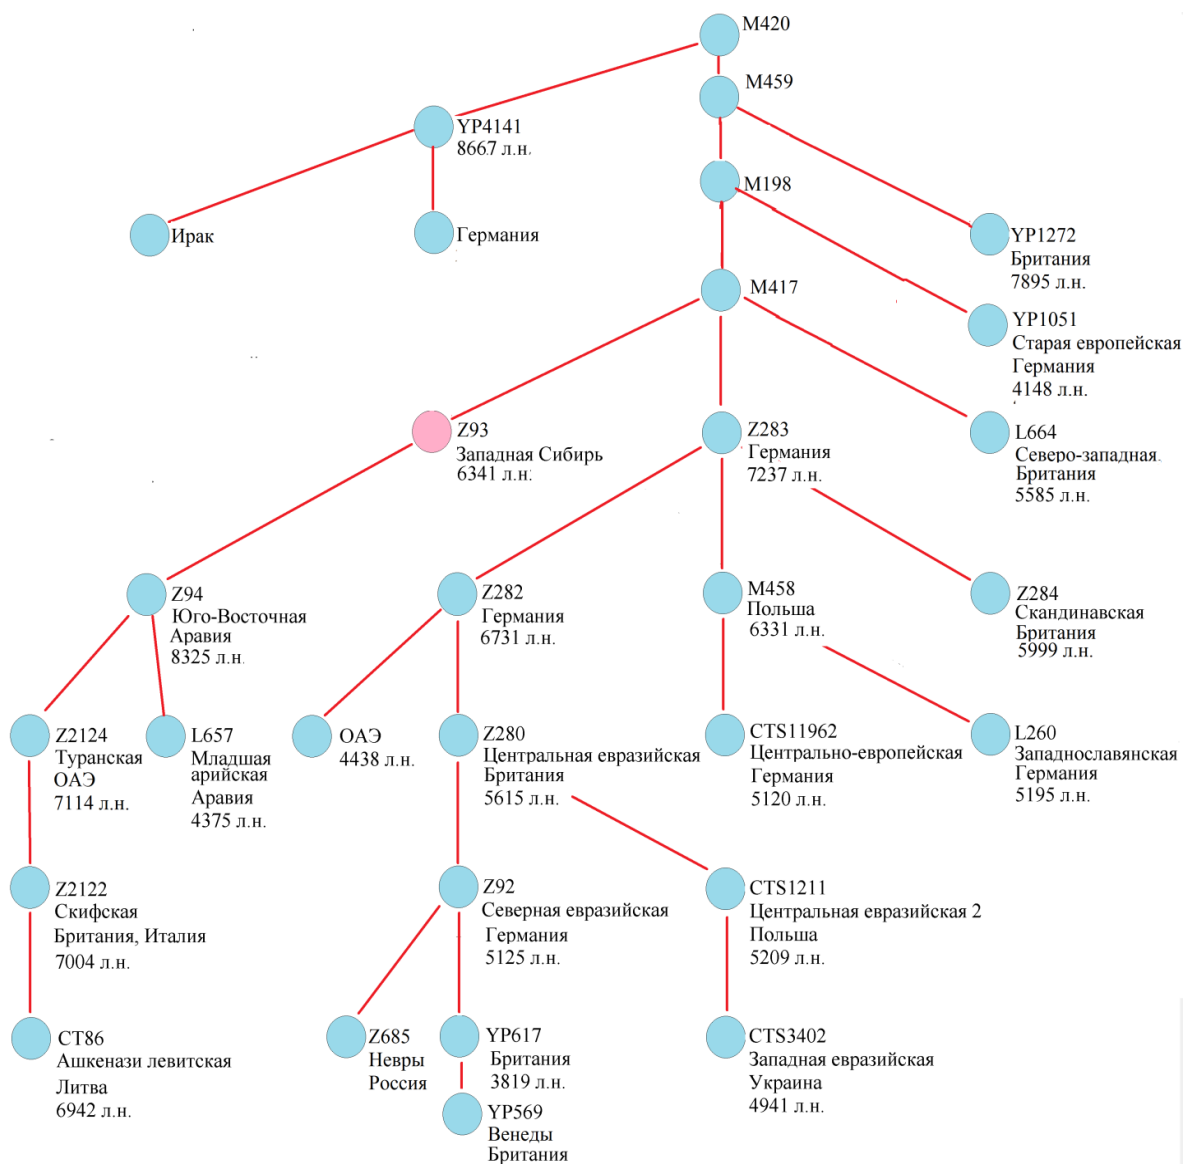 M420
M459
YP4141
8667 л.н.
M198
Ирак
Германия
YP1272
Британия
7895 л.н.
M417
YP1051
Старая европейская
Германия
4148 л.н.
Z93
Западная Сибирь
6341 л.н.
Z283
Германия
7237 л.н.
L664
Северо-западная
Британия
5585 л.н.
Z94
Юго-Восточная
Аравия
8325 л.н.
Z282
Германия
6731 л.н.
M458
Польша
6331 л.н.
Z284
Скандинавская
Британия
5999 л.н.
Z2124
Туранская
ОАЭ
7114 л.н.
L657
Младшая
арийская
Аравия
4375 л.н.
ОАЭ
4438 л.н.
Z280
Центральная евразийская
Британия
5615 л.н.
CTS11962
Центрально-европейская
Германия
5120 л.н.
L260
Западнославянская
Германия
5195 л.н.
Z2122
Скифская
Британия, Италия
7004 л.н.
Z92
Северная евразийская
Германия
5125 л.н.
CTS1211
Центральная евразийская 2
Польша
5209 л.н.
CT86
Ашкенази левитская
Литва
6942 л.н.
Z685
Невры
Россия
YP617
Британия
3819 л.н.
CTS3402
Западная евразийская
Украина
4941 л.н.
YP569
Венеды
Британия